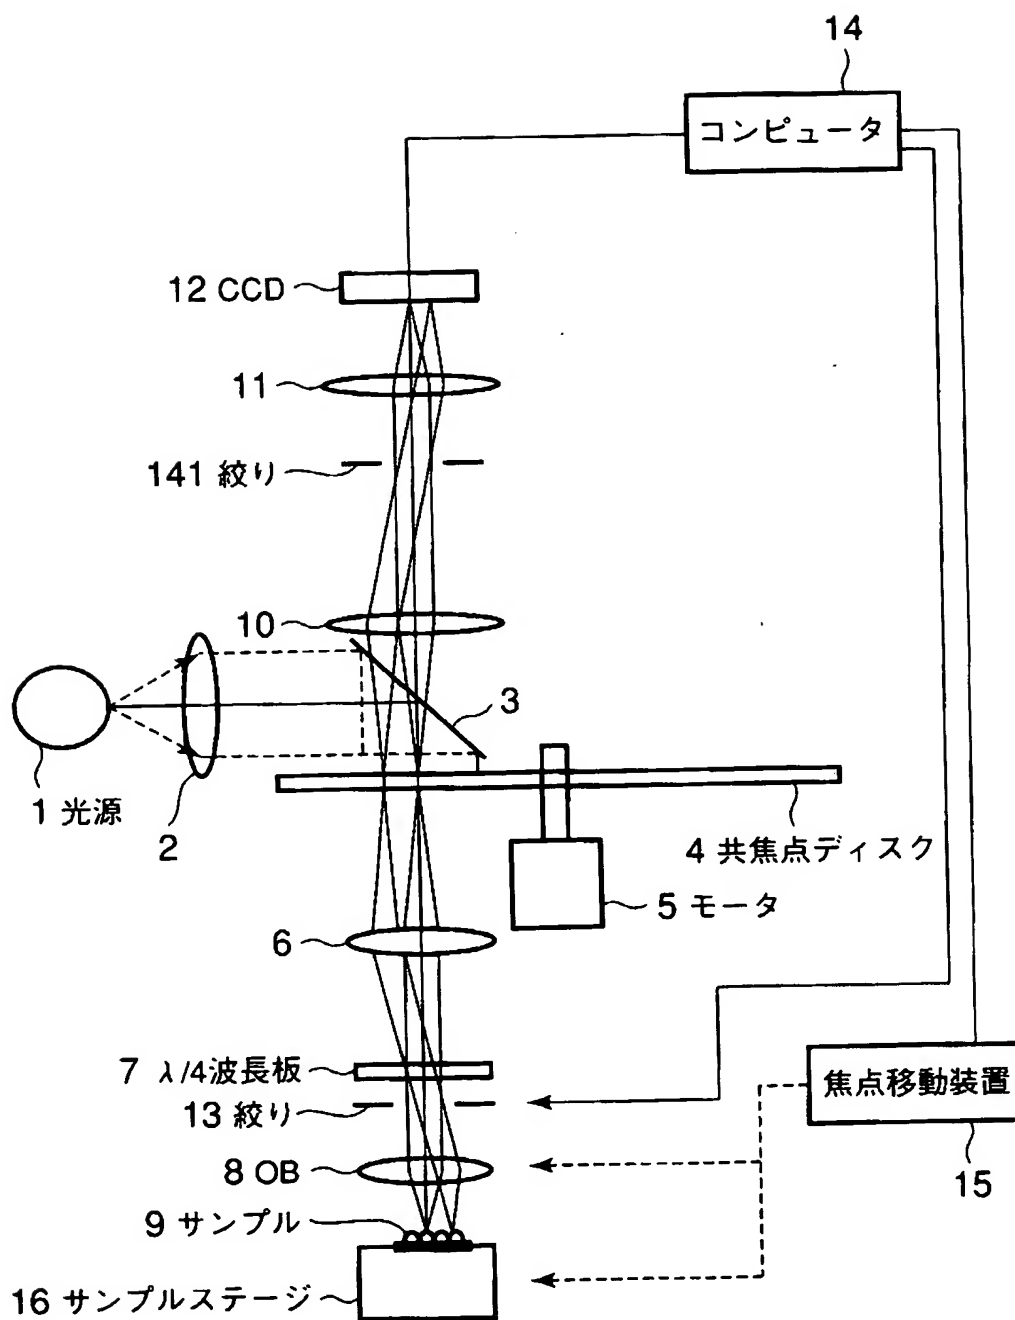 14
コンピュータ
12 CCD
11
141 絞り
10
3
1 光源
2
4 共焦点ディスク
5 モータ
6
7 λ/4波長板
13 絞り
焦点移動装置
8 OB
15
9 サンプル
16 サンプルステージ